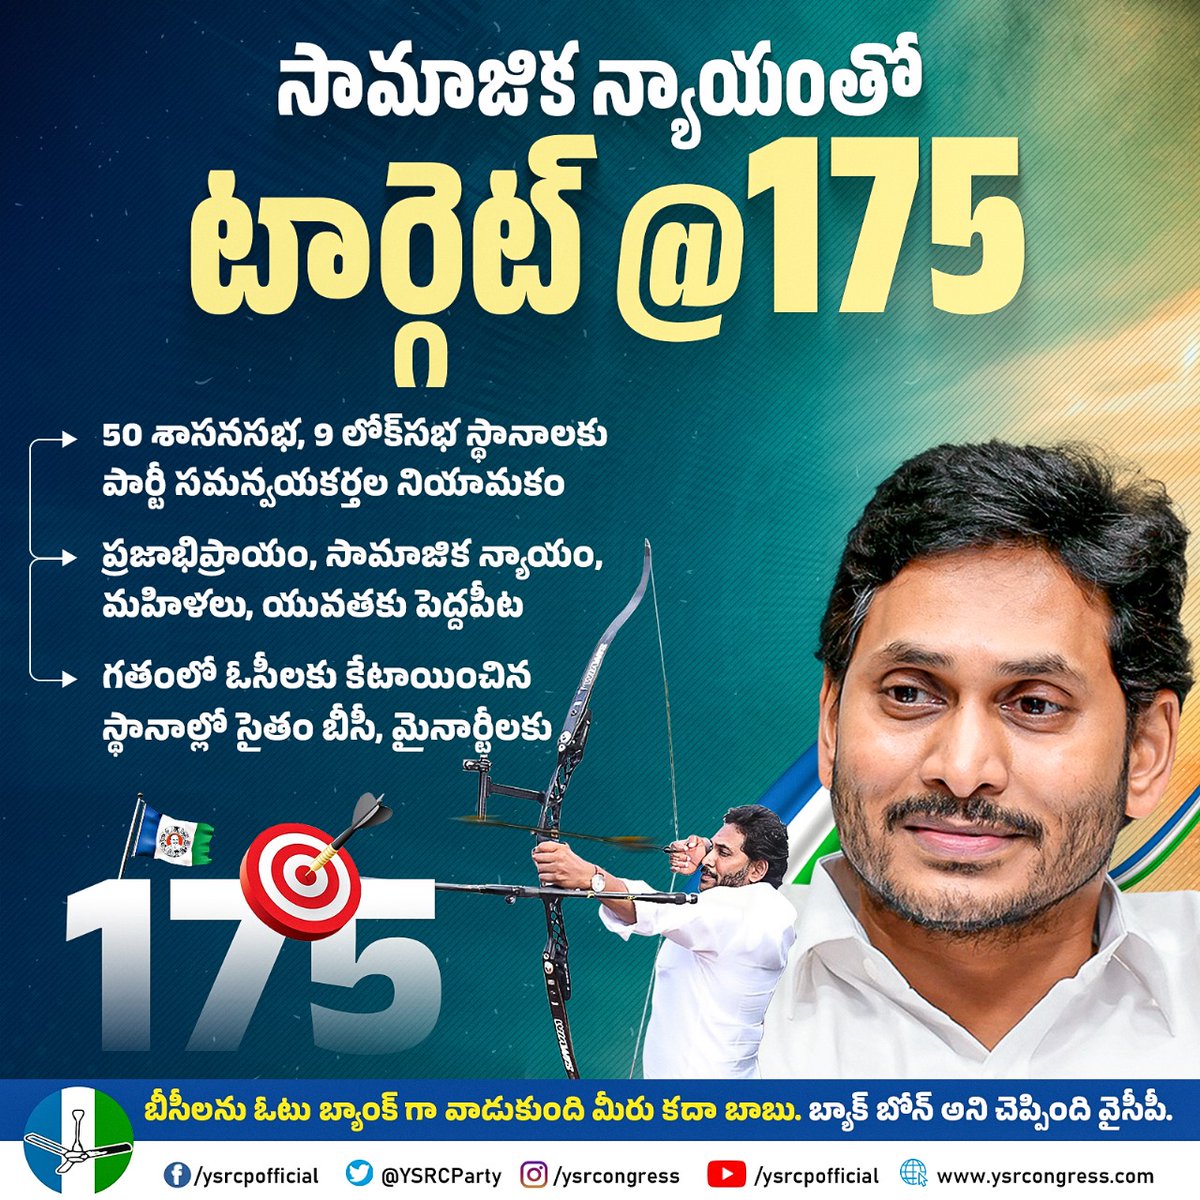 సామాజిక న్యాయంతో
టార్గెట్ @175
50 శాసనసభ, 9 లోక్‌సభ స్థానాలకు
పార్టీ సమన్వయకర్తల నియామకం
ప్రజాభిప్రాయం, సామాజిక న్యాయం,
మహిళలు, యువతకు పెద్దపీట
గతంలో ఓసీలకు కేటాయించిన
స్థానాల్లో సైతం బీసీ, మైనార్టీలకు
175
బీసీలను ఓటు బ్యాంక్ గా వాడుకుంది మీరు కదా బాబు. బ్యాక్ బోన్ అని చెప్పింది వైసీపీ.
/ysrcpofficial @YSRCParty /ysrcongress /ysrcpofficial www.ysrcongress.com